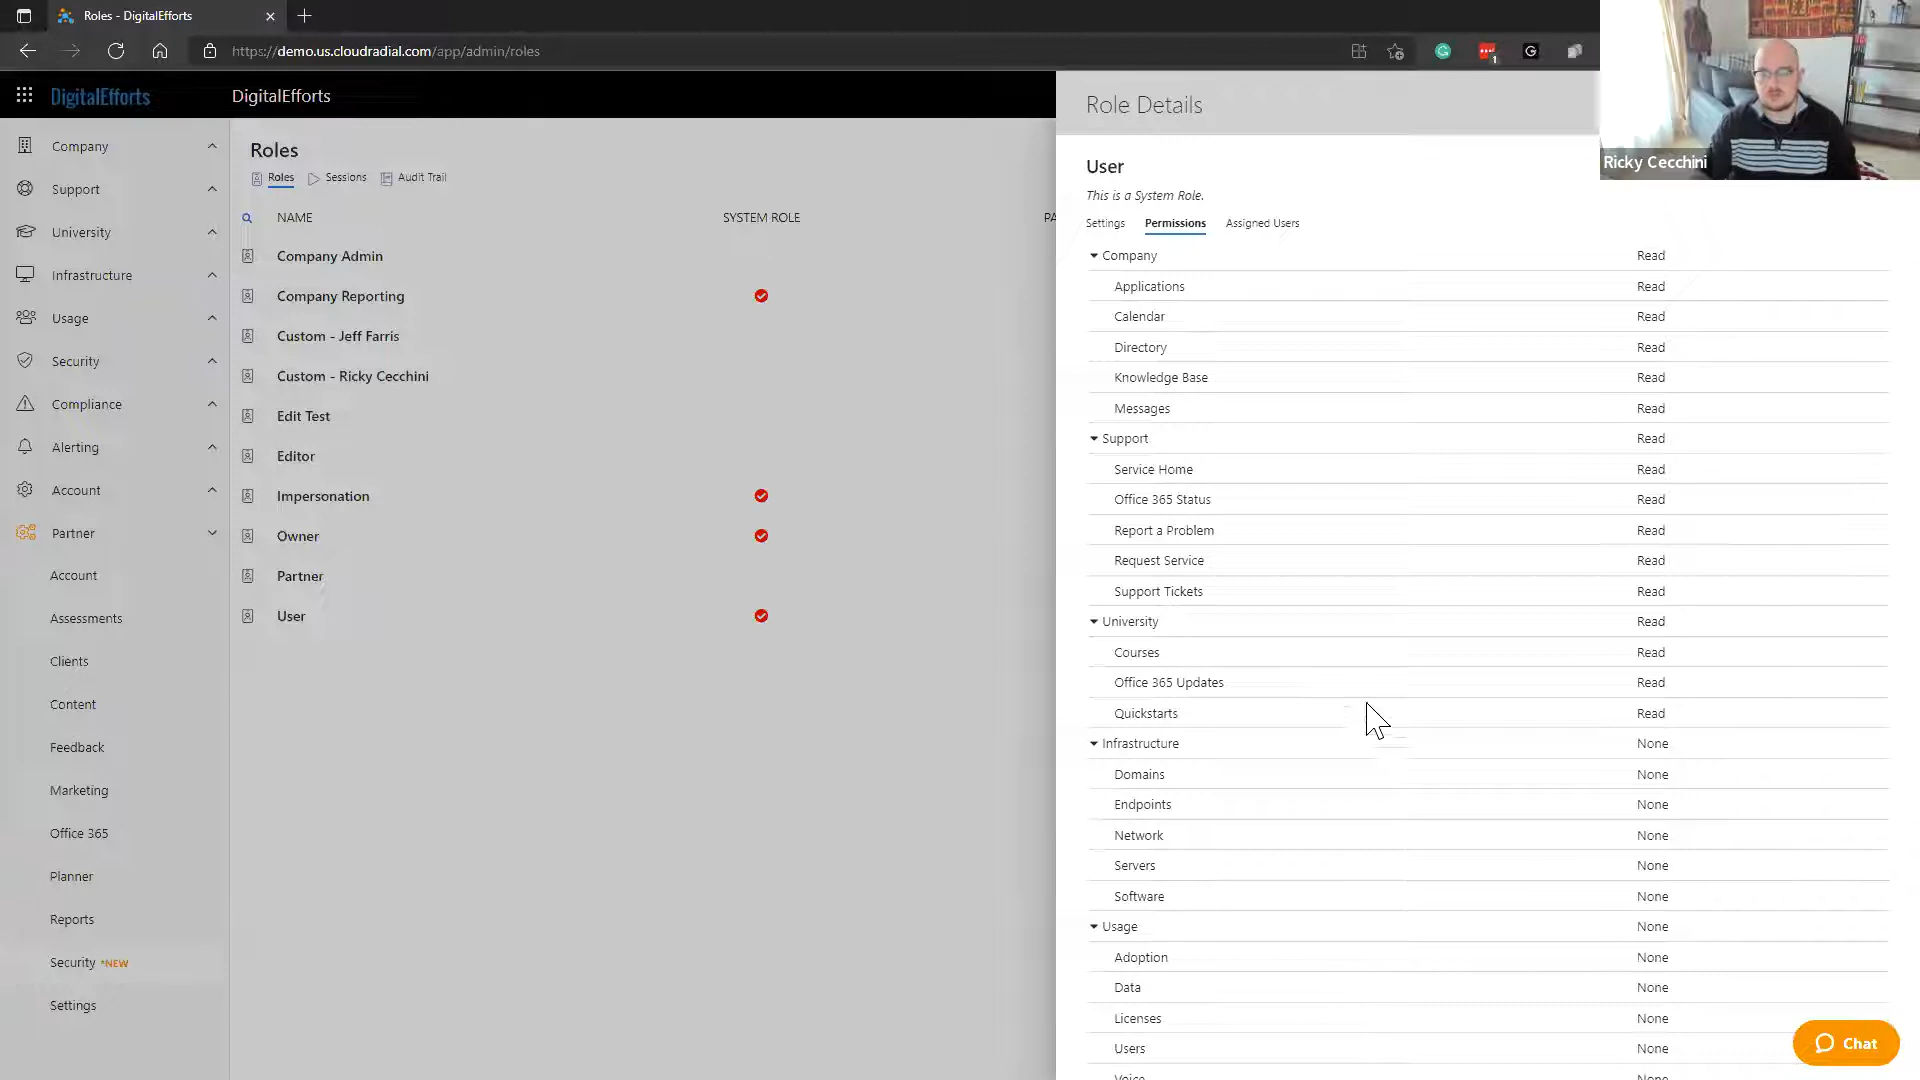 Roles - DigitalEfforts
https://demo.us.cloudradial.com/app/admin/roles
1
G
DigitalEfforts
DigitalEfforts
Company
Support
University
Infrastructure
Usage
Security
Compliance
Alerting
Account
Partner
Account
Assessments
Clients
Content
Feedback
Marketing
Office 365
Planner
Reports
Security *NEW
Settings
Roles
Roles Sessions Audit Trail
NAME SYSTEM ROLE PA
Company Admin
Company Reporting
Custom - Jeff Farris
Custom - Ricky Cecchini
Edit Test
Editor
Impersonation
Owner
Partner
User
Role Details
User
This is a System Role.
Settings Permissions Assigned Users
Company Read
Applications Read
Calendar Read
Directory Read
Knowledge Base Read
Messages Read
Support Read
Service Home Read
Office 365 Status Read
Report a Problem Read
Request Service Read
Support Tickets Read
University Read
Courses Read
Office 365 Updates Read
Quickstarts Read
Infrastructure None
Domains None
Endpoints None
Network None
Servers None
Software None
Usage None
Adoption None
Data None
Licenses None
Users None
Voice None
Chat
Ricky Cecchini